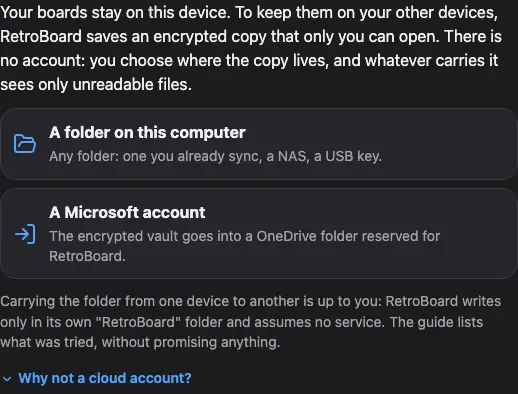 Your boards stay on this device. To keep them on your other devices,
RetroBoard saves an encrypted copy that only you can open. There is
no account: you choose where the copy lives, and whatever carries it
sees only unreadable files.
A folder on this computer
Any folder: one you already sync, a NAS, a USB key.
A Microsoft account
The encrypted vault goes into a OneDrive folder reserved for
RetroBoard.
Carrying the folder from one device to another is up to you: RetroBoard writes
only in its own "RetroBoard" folder and assumes no service. The guide lists
what was tried, without promising anything.
Why not a cloud account?